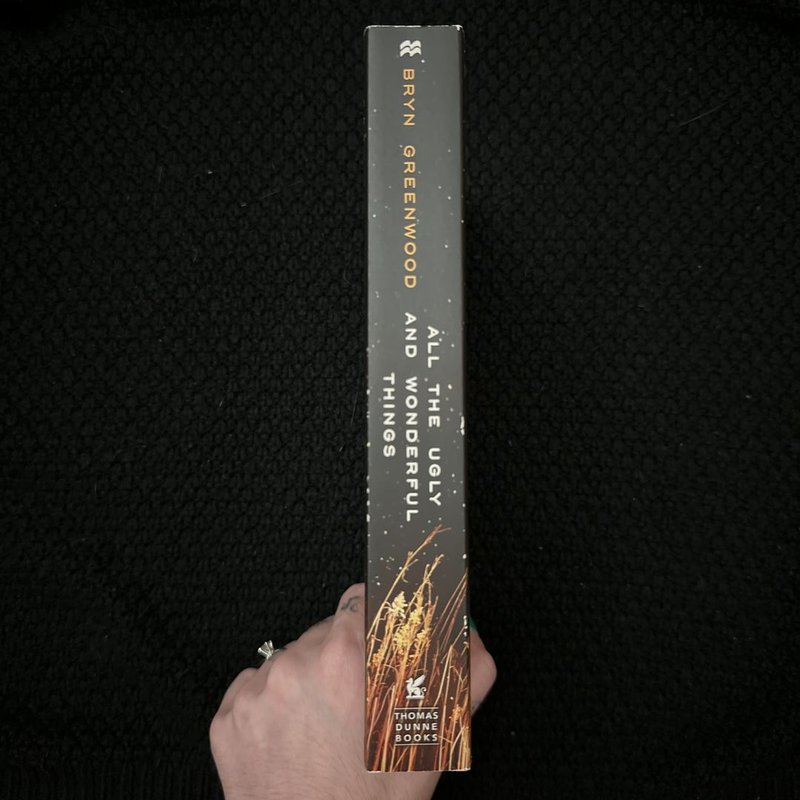 BRYN GREENWOOD
ALL THE UGLY
AND WONDERFUL
THINGS
THOMAS
DUNNE
BOOKS